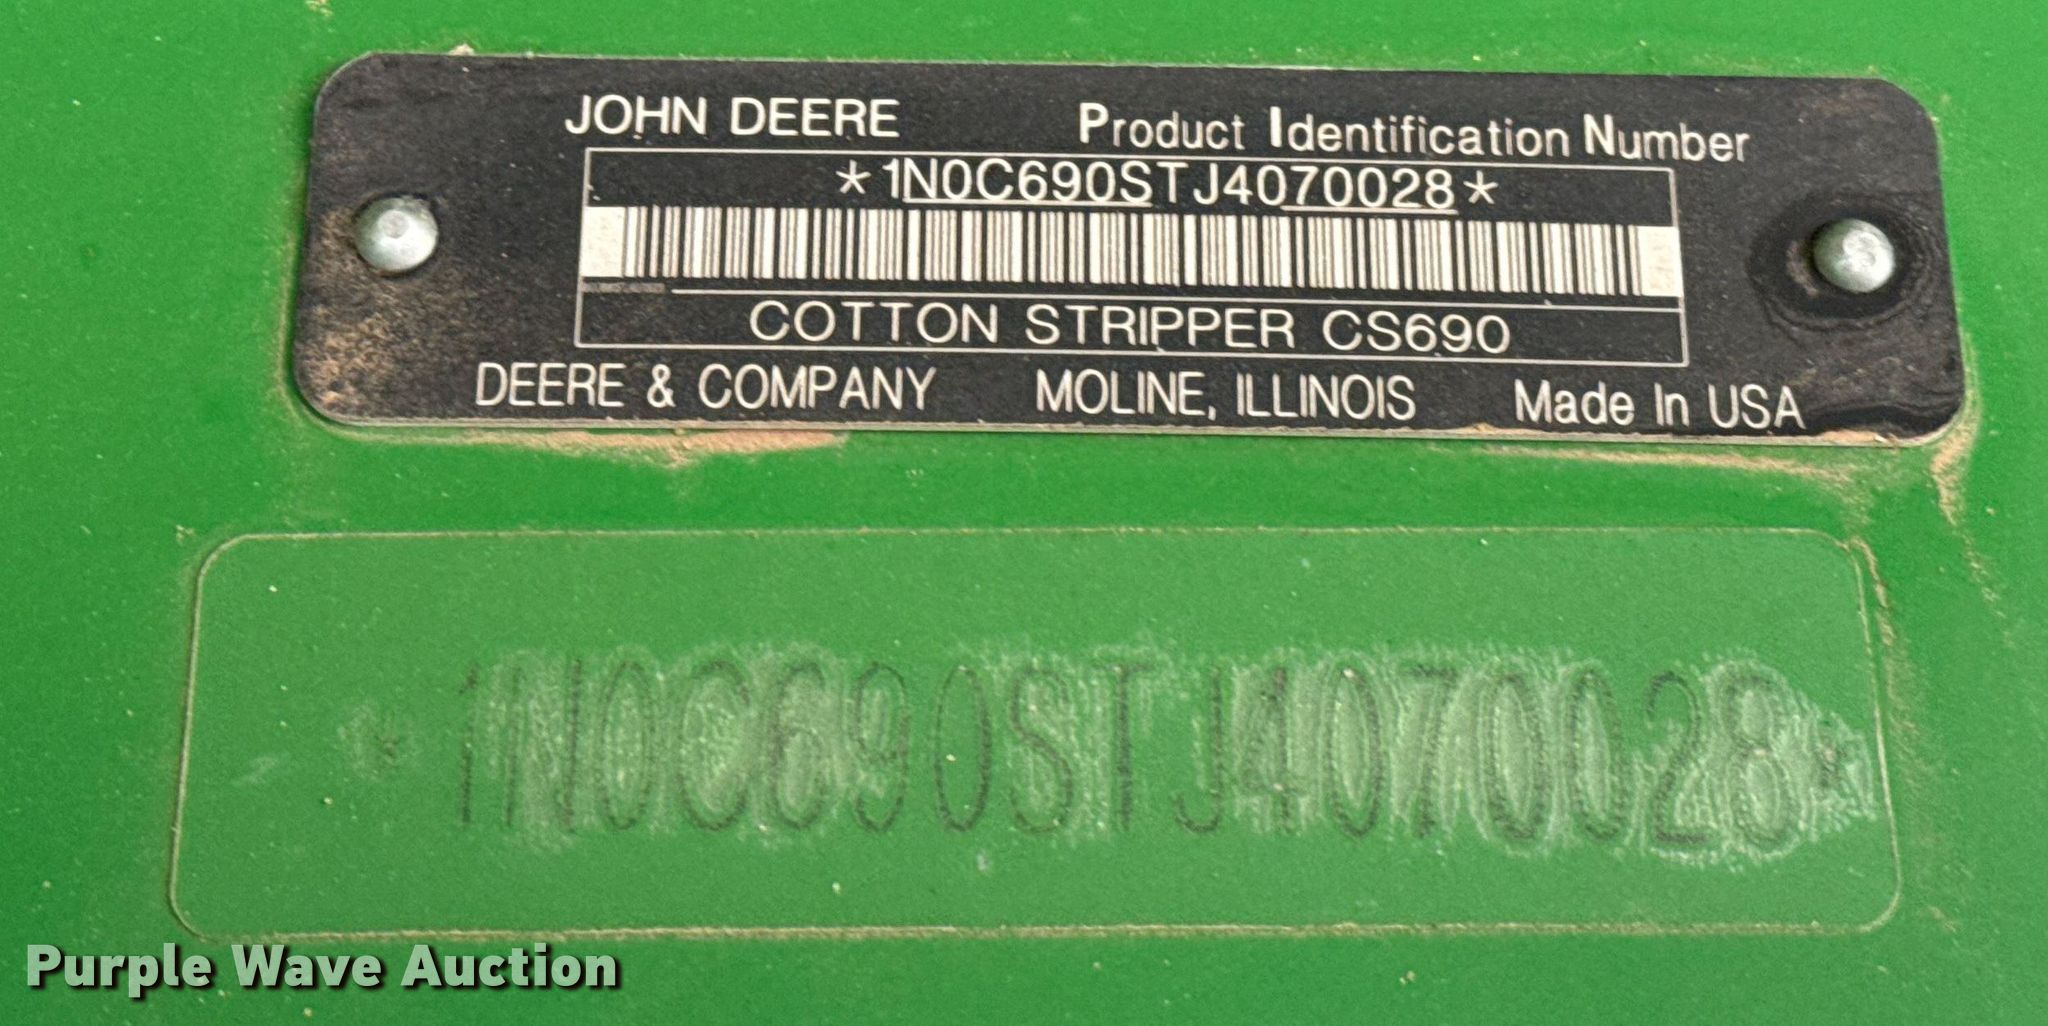 JOHN DEERE Product Identification Number
*1N0C690STJ4070028*
COTTON STRIPPER CS690
DEERE & COMPANY MOLINE, ILLINOIS Made In USA
*1N0C690STJ4070028*
Purple Wave Auction